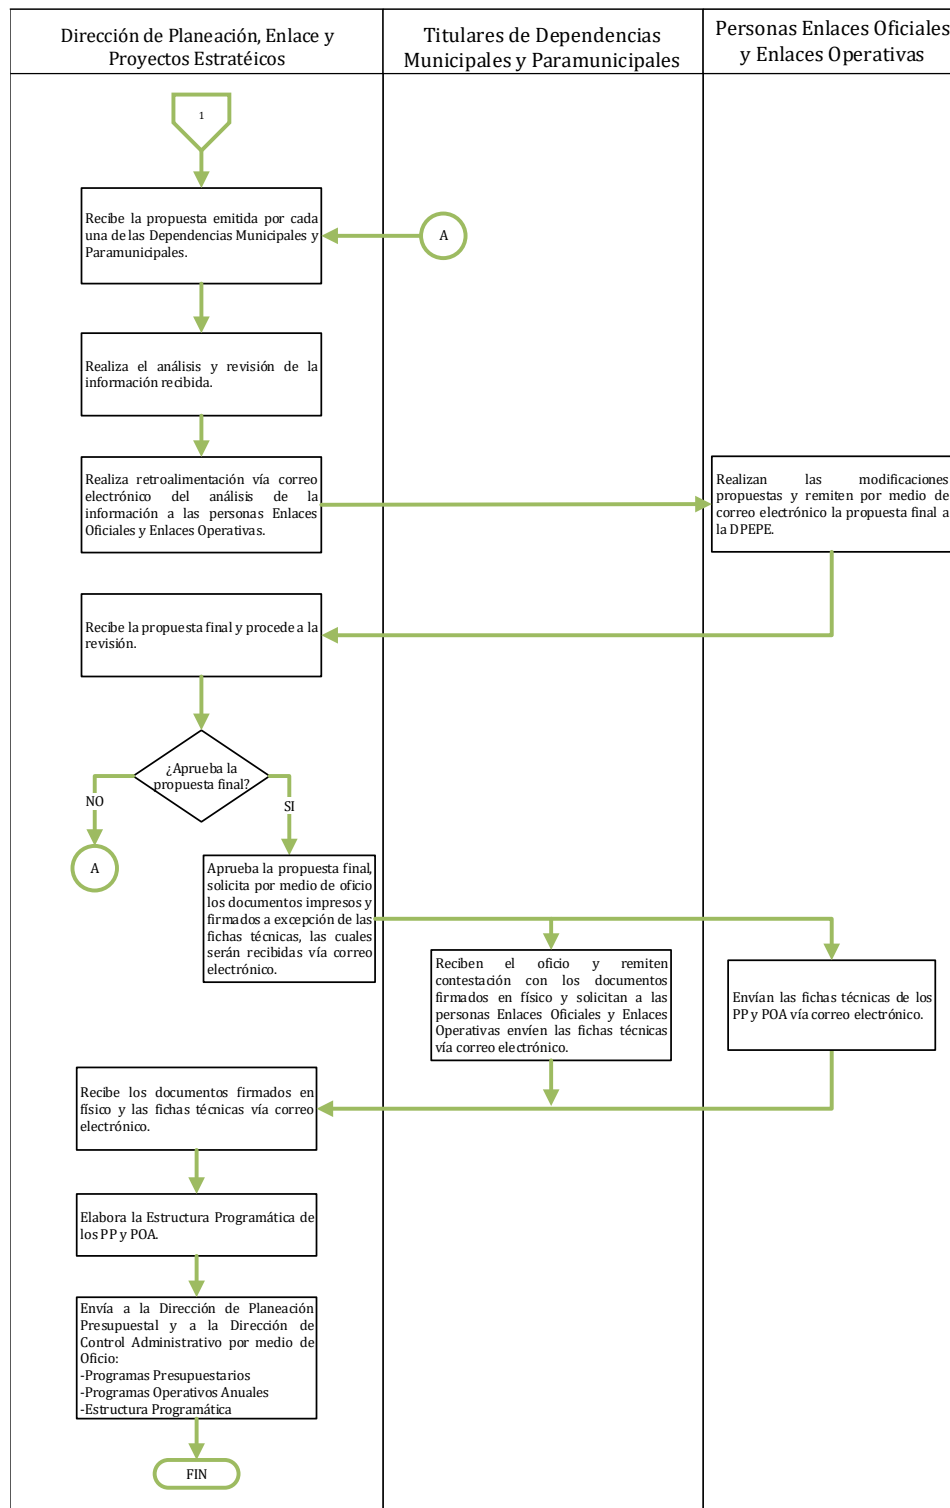 Dirección de Planeación, Enlace y
Proyectos Estratéicos
Titulares de Dependencias
Municipales y Paramunicipales
Personas Enlaces Oficiales
y Enlaces Operativas
1
Recibe la propuesta emitida por cada
una de las Dependencias Municipales y
Paramunicipales.
A
Realiza el análisis y revisión de la
información recibida.
Realiza retroalimentación vía correo
electrónico del análisis de la
información a las personas Enlaces
Oficiales y Enlaces Operativas.
Realizan las modificaciones
propuestas y remiten por medio de
correo electrónico la propuesta final a
la DPEPE.
Recibe la propuesta final y procede a la
revisión.
¿Aprueba la
propuesta final?
NO
SI
A
Aprueba la propuesta final,
solicita por medio de oficio
los documentos impresos y
firmados a excepción de las
fichas técnicas, las cuales
serán recibidas vía correo
electrónico.
Reciben el oficio y remiten
contestación con los documentos
firmados en físico y solicitan a las
personas Enlaces Oficiales y Enlaces
Operativas envíen las fichas técnicas
vía correo electrónico.
Envían las fichas técnicas de los
PP y POA vía correo electrónico.
Recibe los documentos firmados en
físico y las fichas técnicas vía correo
electrónico.
Elabora la Estructura Programática de
los PP y POA.
Envía a la Dirección de Planeación
Presupuestal y a la Dirección de
Control Administrativo por medio de
Oficio:
-Programas Presupuestarios
-Programas Operativos Anuales
-Estructura Programática
FIN